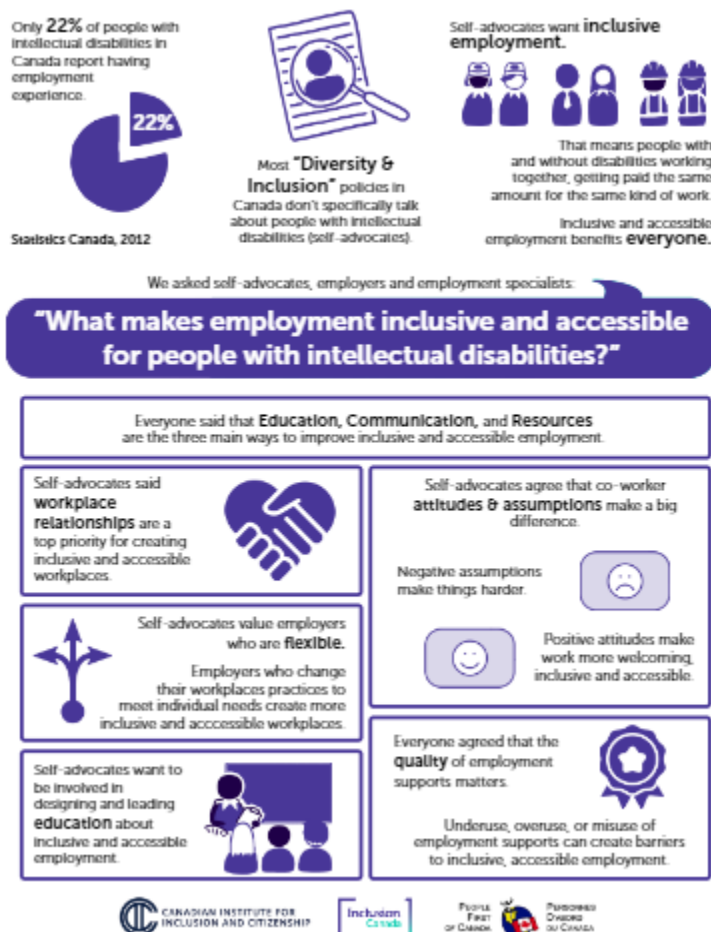 Only 22% of people with
intellectual disabilities in
Canada report having
employment
experience.
22%
Statistics Canada, 2012
Most "Diversity &
Inclusion" policies in
Canada don't specifically talk
about people with intellectual
disabilities (self-advocates).
Self-advocates want inclusive
employment.
That means people with
and without disabilities working
together, getting paid the same
amount for the same kind of work.
Inclusive and accessible
employment benefits everyone.
We asked self-advocates, employers and employment specialists:
"What makes employment inclusive and accessible
for people with intellectual disabilities?"
Everyone said that Education, Communication, and Resources
are the three main ways to improve inclusive and accessible employment.
Self-advocates said
workplace
relationships are a
top priority for creating
inclusive and accessible
workplaces.
Self-advocates agree that co-worker
attitudes & assumptions make a big
difference.
Negative assumptions
make things harder.
Positive attitudes make
work more welcoming,
inclusive and accessible.
Self-advocates value employers
who are flexible.
Employers who change
their workplaces practices to
meet individual needs create more
inclusive and acccessible workplaces.
Everyone agreed that the
quality of employment
supports matters.
Underuse, overuse, or misuse of
employment supports can create barriers
to inclusive, accessible employment.
Self-advocates want to
be involved in
designing and leading
education about
inclusive and accessible
employment.
CANADIAN INSTITUTE FOR
INCLUSION AND CITIZENSHIP
Inclusion
Canada
PEOPLE
FIRST
OF CANADA
PERSONNES
D'ABORD
DU CANADA